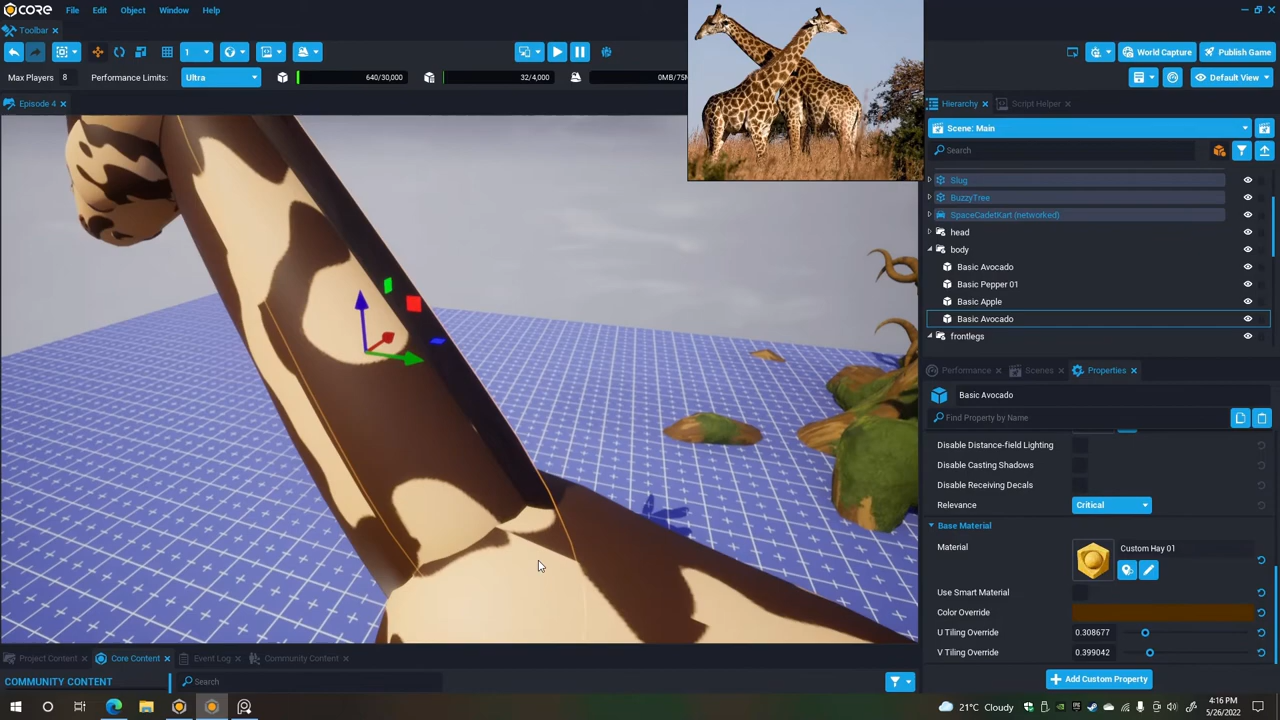 CORE File Edit Object Window Help
Toolbar
1
World Capture Publish Game
Max Players 8 Performance Limits: Ultra 640/30,000 32/4,000 Default View
Episode 4
Hierarchy Script Helper
Scene: Main
Search
Slug
BuzzyTree
SpaceCadetKart (networked)
head
body
Basic Avocado
Basic Pepper 01
Basic Apple
Basic Avocado
frontlegs
Performance Scenes Properties
Basic Avocado
Find Property by Name
Disable Distance-field Lighting
Disable Casting Shadows
Disable Receiving Decals
Relevance Critical
Base Material
Material Custom Hay 01
Use Smart Material
Color Override
U Tiling Override 0.308677
V Tiling Override 0.399042
Add Custom Property
Project Content Core Content Event Log Community Content
COMMUNITY CONTENT Search
21°C Cloudy
4:16 PM
5/26/2022